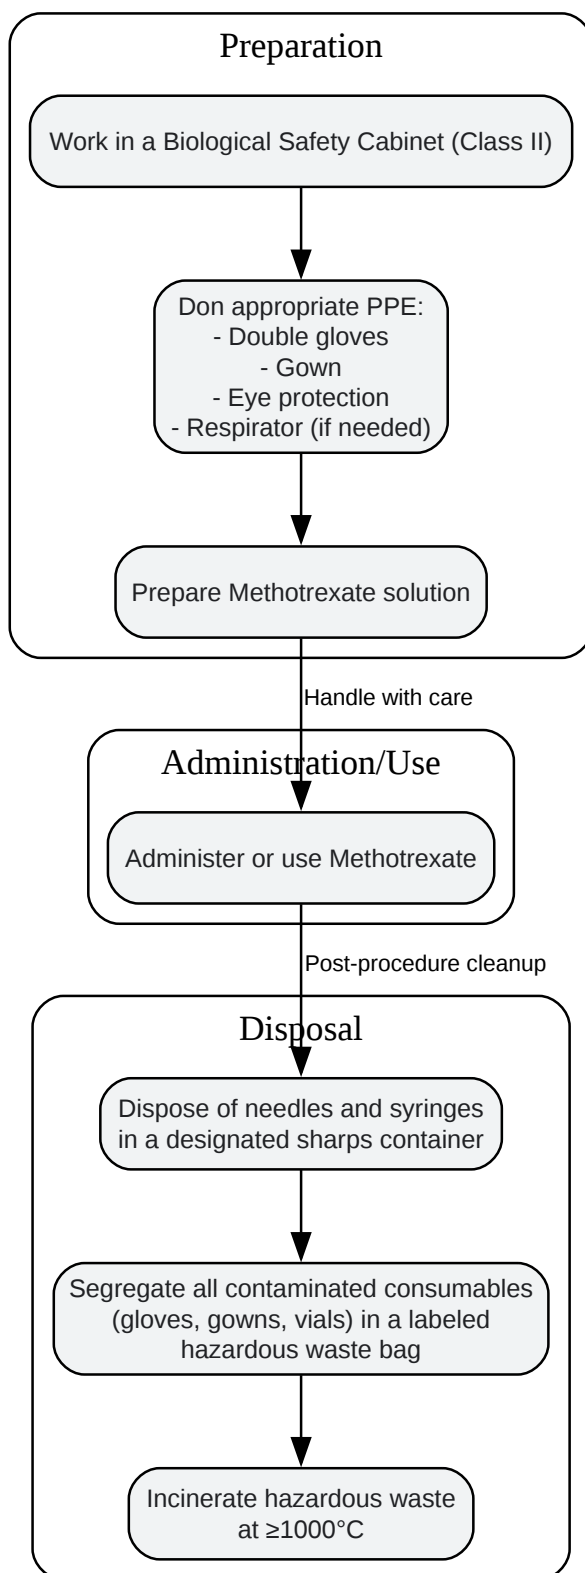 Preparation
Work in a Biological Safety Cabinet (Class II)
Don appropriate PPE:
- Double gloves
- Gown
- Eye protection
- Respirator (if needed)
Prepare Methotrexate solution
Handle with care
Administration/Use
Administer or use Methotrexate
Post-procedure cleanup
Disposal
Dispose of needles and syringes
in a designated sharps container
Segregate all contaminated consumables
(gloves, gowns, vials) in a labeled
hazardous waste bag
Incinerate hazardous waste
at ≥1000°C